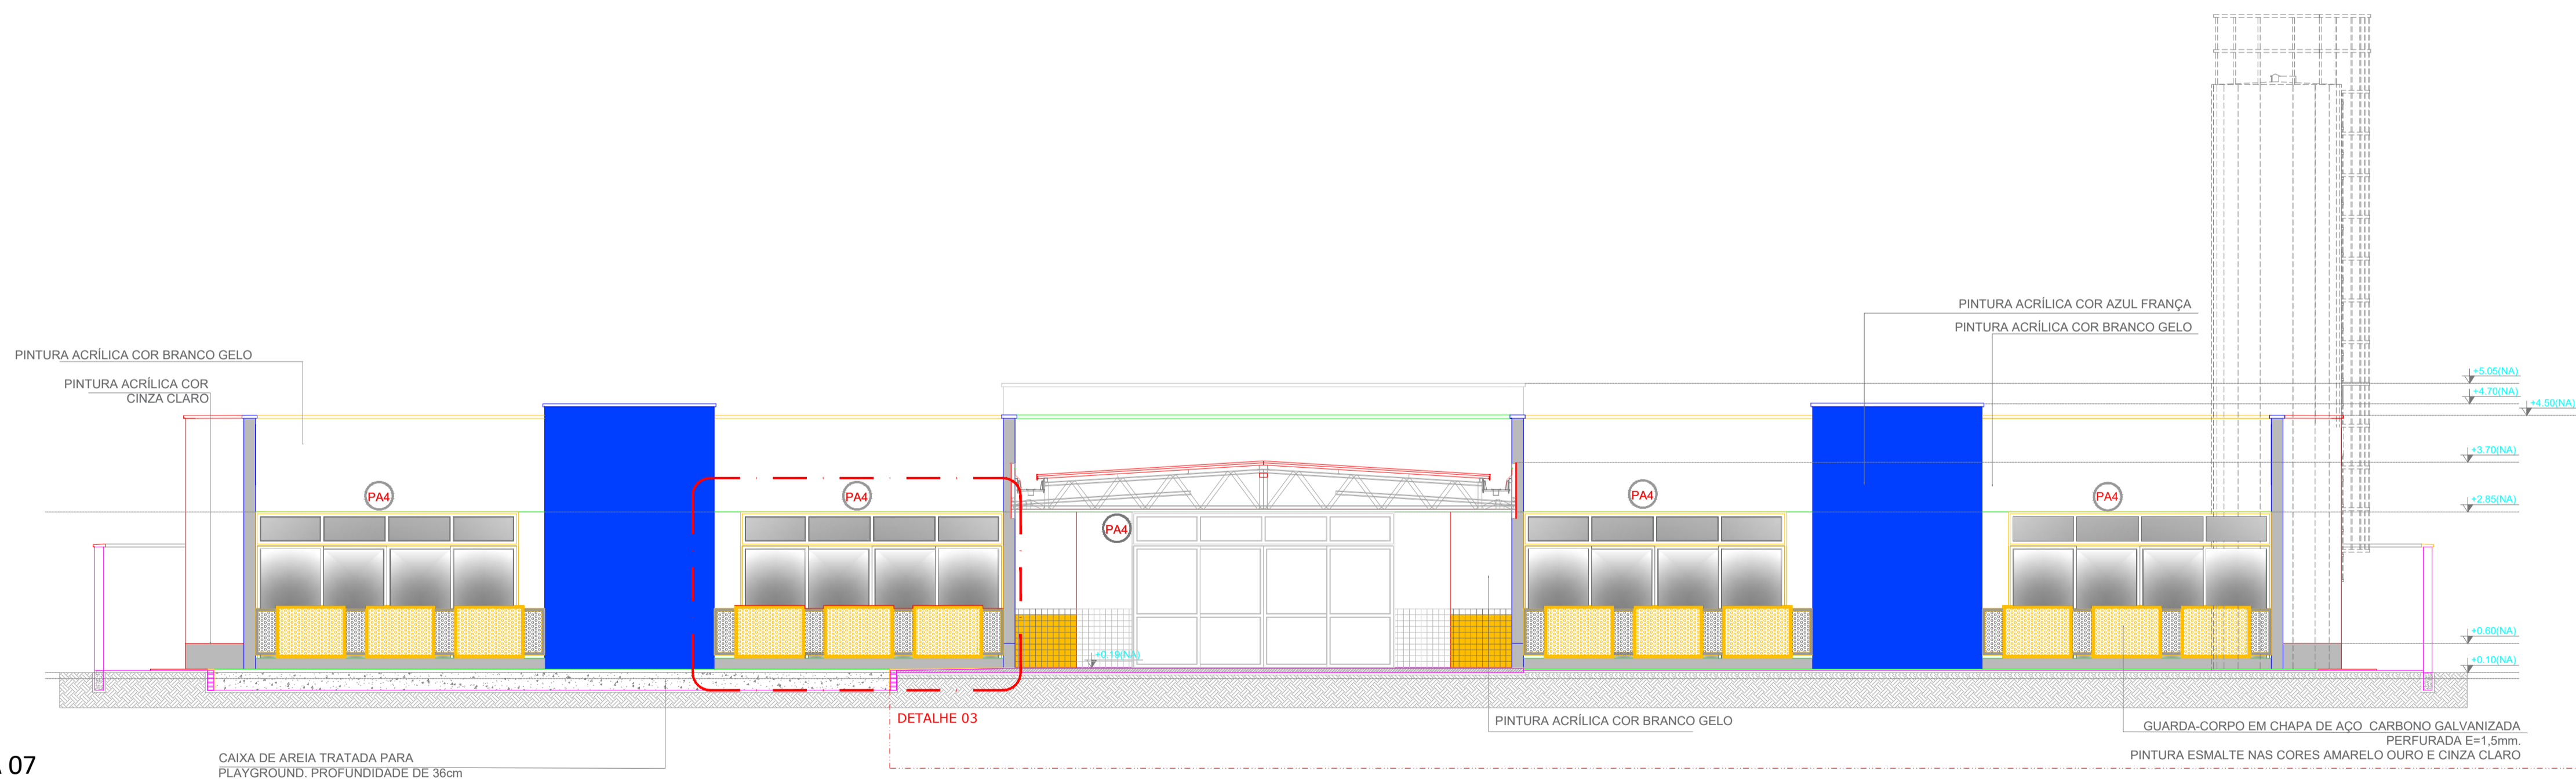 PINTURA ACRÍLICA COR AZUL FRANÇA
PINTURA ACRÍLICA COR BRANCO GELO
PINTURA ACRÍLICA COR BRANCO GELO
PINTURA ACRÍLICA COR
CINZA CLARO
+5.05(NA)
+4.70(NA)
+4.50(NA)
+3.70(NA)
+2.85(NA)
PA4
PA4
PA4
PA4
PA4
+0.60(NA)
+0.19(NA)
+0.10(NA)
DETALHE 03
PINTURA ACRÍLICA COR BRANCO GELO
GUARDA-CORPO EM CHAPA DE AÇO CARBONO GALVANIZADA
PERFURADA E=1,5mm.
PINTURA ESMALTE NAS CORES AMARELO OURO E CINZA CLARO
CAIXA DE AREIA TRATADA PARA
PLAYGROUND. PROFUNDIDADE DE 36cm
07